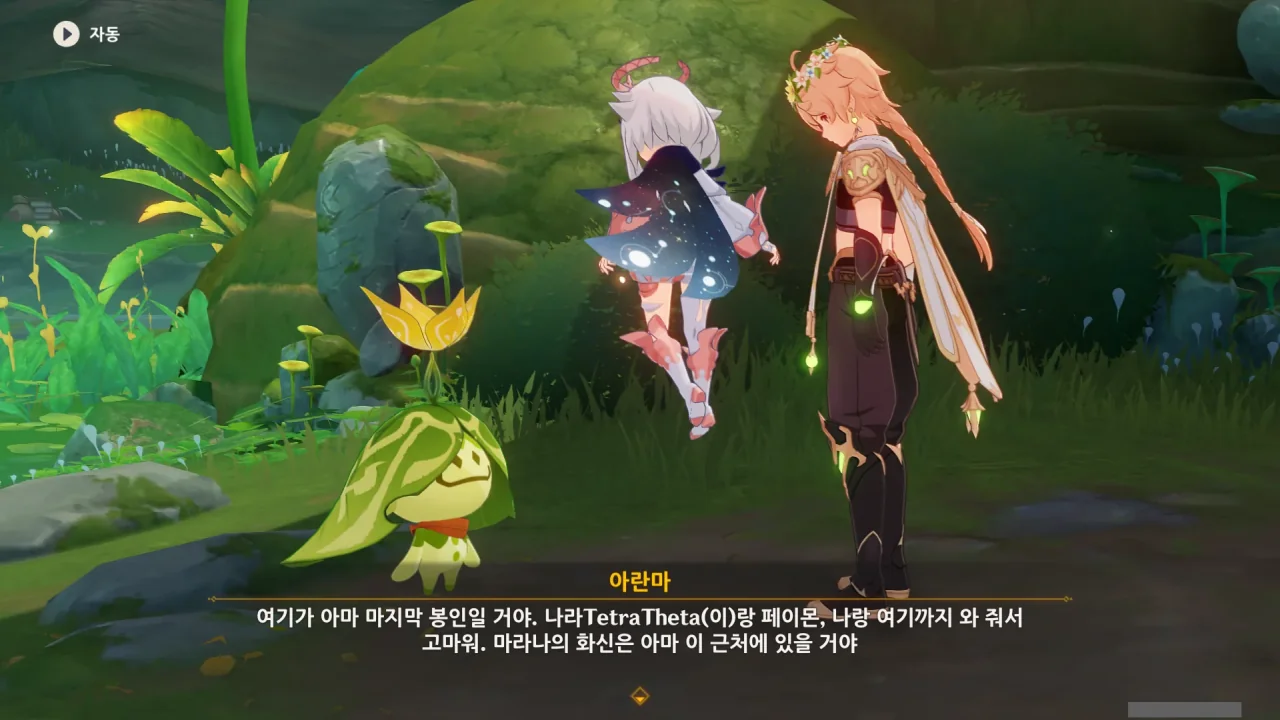 자동
아란마
여기가 아마 마지막 봉인일 거야. 나라TetraTheta(이)랑 페이몬, 나랑 여기까지 와 줘서
고마워. 마라나의 화신은 아마 이 근처에 있을 거야